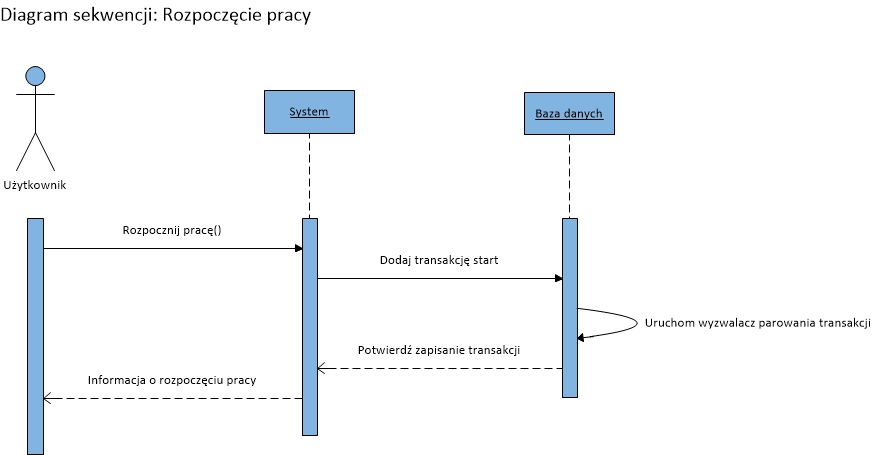 Diagram sekwencji: Rozpoczęcie pracy
System
Baza danych
Użytkownik
Rozpocznij pracę()
Dodaj transakcję start
Uruchom wyzwalacz parowania transakcji
Potwierdź zapisanie transakcji
Informacja o rozpoczęciu pracy